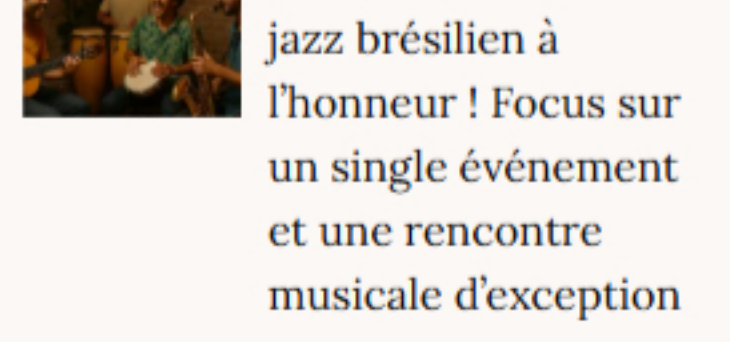 jazz brésilien à
l’honneur ! Focus sur
un single événement
et une rencontre
musicale d’exception